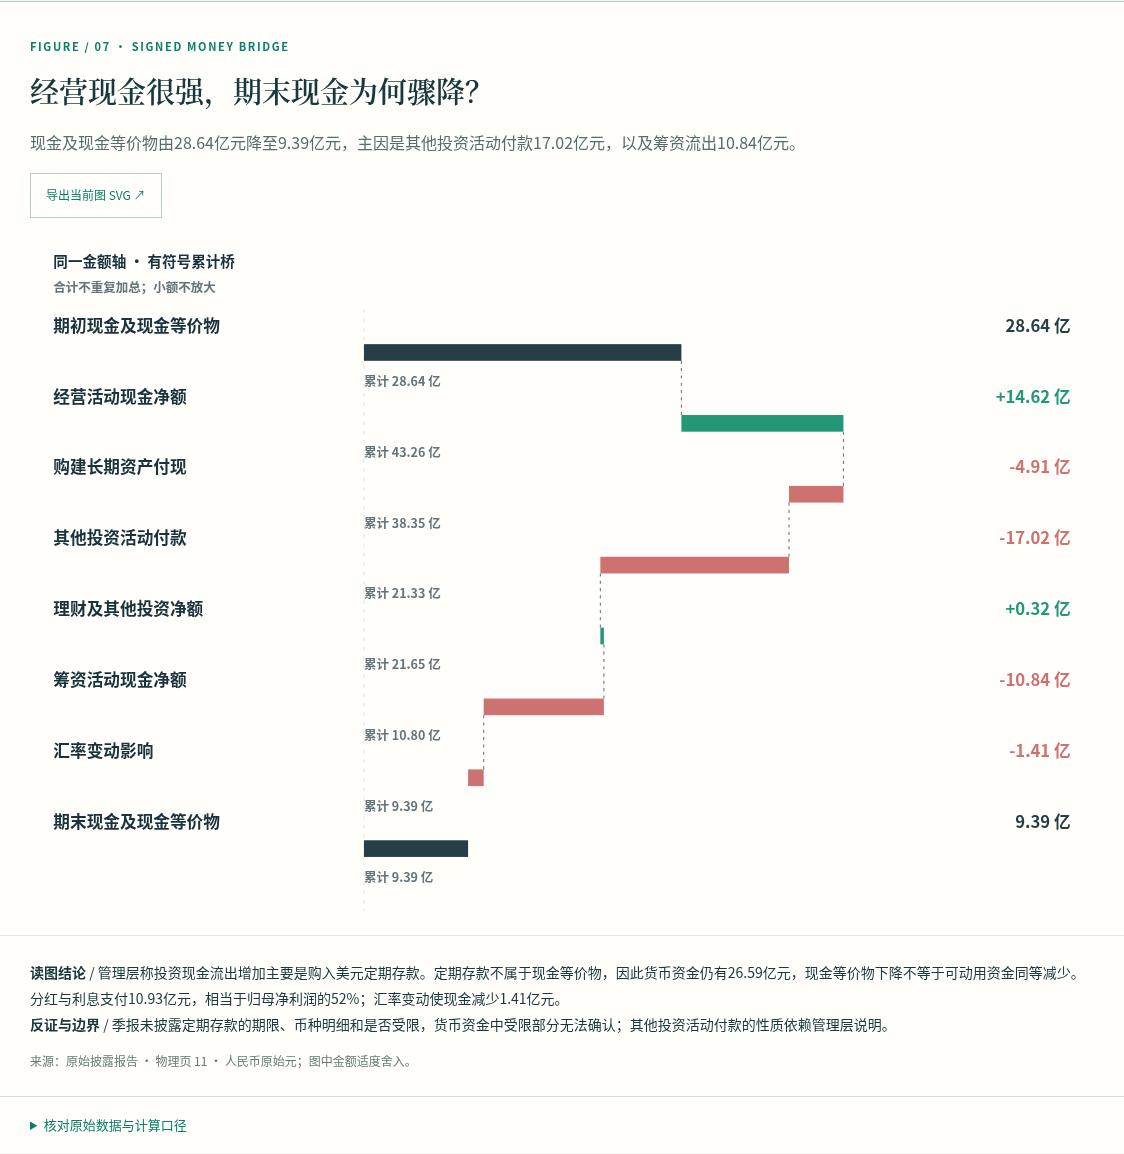 FIGURE / 07 · SIGNED MONEY BRIDGE
经营现金很强，期末现金为何骤降？
现金及现金等价物由28.64亿元降至9.39亿元，主因是其他投资活动付款17.02亿元，以及筹资流出10.84亿元。
导出当前图 SVG ↗
同一金额轴 · 有符号累计桥
合计不重复加总；小额不放大
期初现金及现金等价物 28.64 亿
累计 28.64 亿
经营活动现金净额 +14.62 亿
累计 43.26 亿
购建长期资产付现 -4.91 亿
累计 38.35 亿
其他投资活动付款 -17.02 亿
累计 21.33 亿
理财及其他投资净额 +0.32 亿
累计 21.65 亿
筹资活动现金净额 -10.84 亿
累计 10.80 亿
汇率变动影响 -1.41 亿
累计 9.39 亿
期末现金及现金等价物 9.39 亿
累计 9.39 亿
读图结论 / 管理层称投资现金流出增加主要是购入美元定期存款。定期存款不属于现金等价物，因此货币资金仍有26.59亿元，现金等价物下降不等于可动用资金同等减少。
分红与利息支付10.93亿元，相当于归母净利润的52%；汇率变动使现金减少1.41亿元。
反证与边界 / 季报未披露定期存款的期限、币种明细和是否受限，货币资金中受限部分无法确认；其他投资活动付款的性质依赖管理层说明。
来源：原始披露报告 · 物理页 11 · 人民币原始元；图中金额适度舍入。
▶ 核对原始数据与计算口径